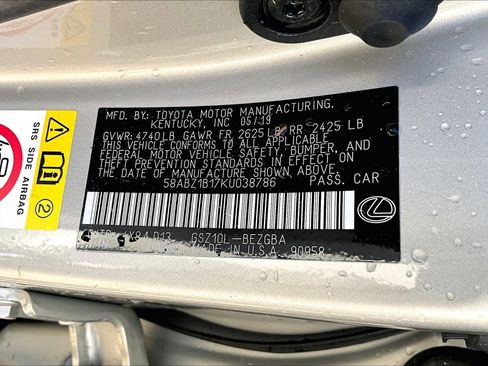 MFD. BY: TOYOTA MOTOR MANUFACTURING.
KENTUCKY, INC 05/19
GVWR: 4740LB GAWR FR 2625 LB RR 2425 LB
THIS VEHICLE CONFORMS TO ALL APPLICABLE
FEDERAL MOTOR VEHICLE SAFETY, BUMPER, AND
THEFT PREVENTION STANDARDS IN EFFECT ON
THE DATE OF MANUFACTURE SHOWN ABOVE.
58ABZ1B17KU038786 PASS. CAR
GSZ10L-BEZGBA
MADE IN U.S.A. 90958
SRS SIDE AIRBAG
2